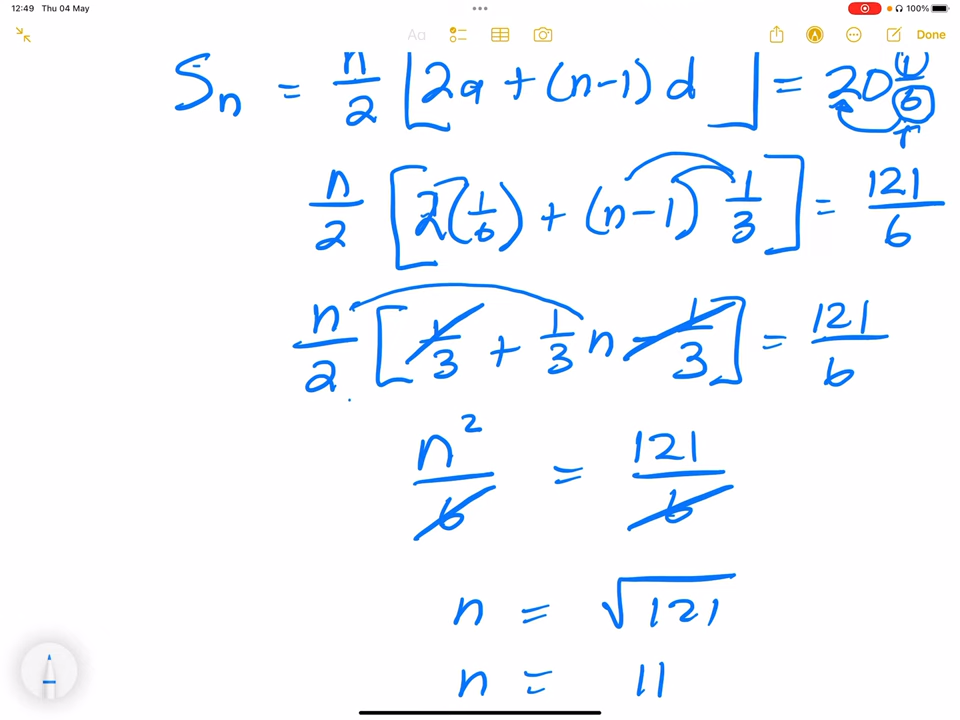 12:49 Thu 04 May 100%
Aa Done
Sn = n/2 [2a + (n-1) d ] = 20 1/6
n/2 [2(1/6) + (n-1) 1/3] = 121/6
n/2 [1/3 + 1/3 n - 1/3] = 121/6
n²/6 = 121/6
n = √121
n = 11